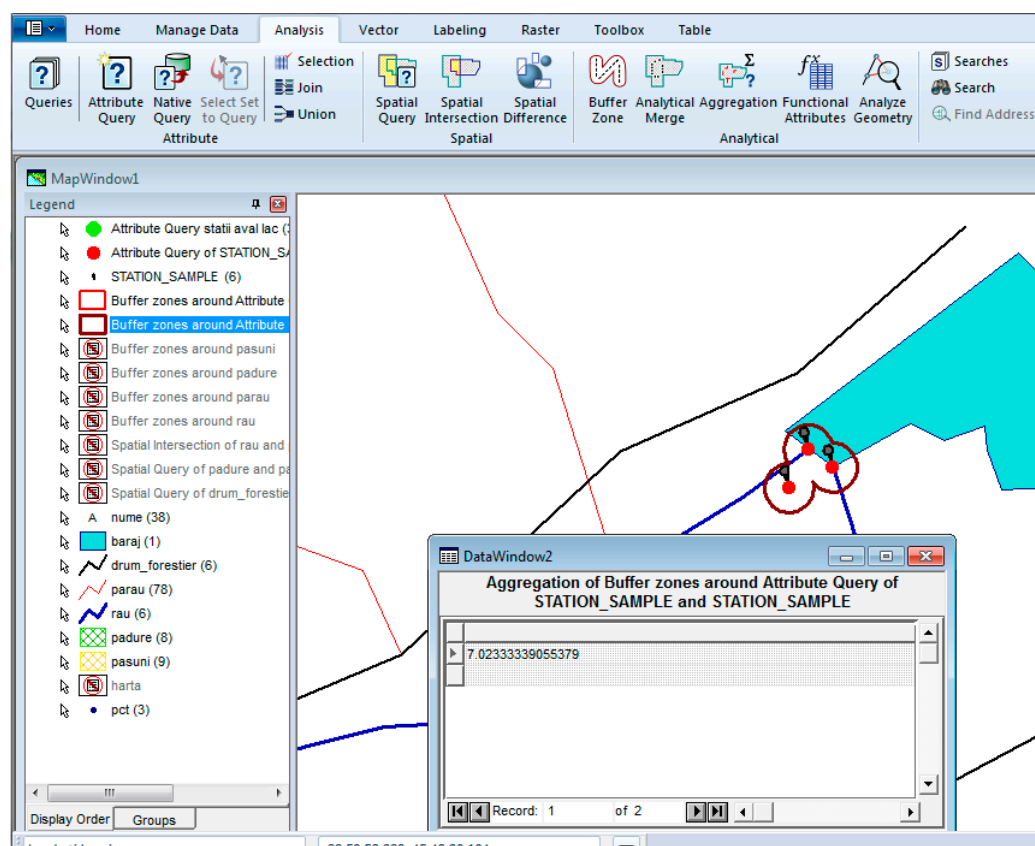 Home Manage Data Analysis Vector Labeling Raster Toolbox Table
Queries
Attribute Query
Native Query
Select Set to Query
Selection
Join
Union
Attribute
Spatial Query
Spatial Intersection
Spatial Difference
Spatial
Buffer Zone
Analytical Merge
Aggregation
Functional Attributes
Analyze Geometry
Analytical
Searches
Search
Find Address
MapWindow1
Legend
Attribute Query statii aval lac (
Attribute Query of STATION_SA
STATION_SAMPLE (6)
Buffer zones around Attribute
Buffer zones around Attribute
Buffer zones around pasuni
Buffer zones around padure
Buffer zones around parau
Buffer zones around rau
Spatial Intersection of rau and
Spatial Query of padure and pa
Spatial Query of drum_forestie
A nume (38)
baraj (1)
drum_forestier (6)
parau (78)
rau (6)
padure (8)
pasuni (9)
harta
pct (3)
Display Order Groups
DataWindow2
Aggregation of Buffer zones around Attribute Query of
STATION_SAMPLE and STATION_SAMPLE
7.02333339055379
Record: 1 of 2